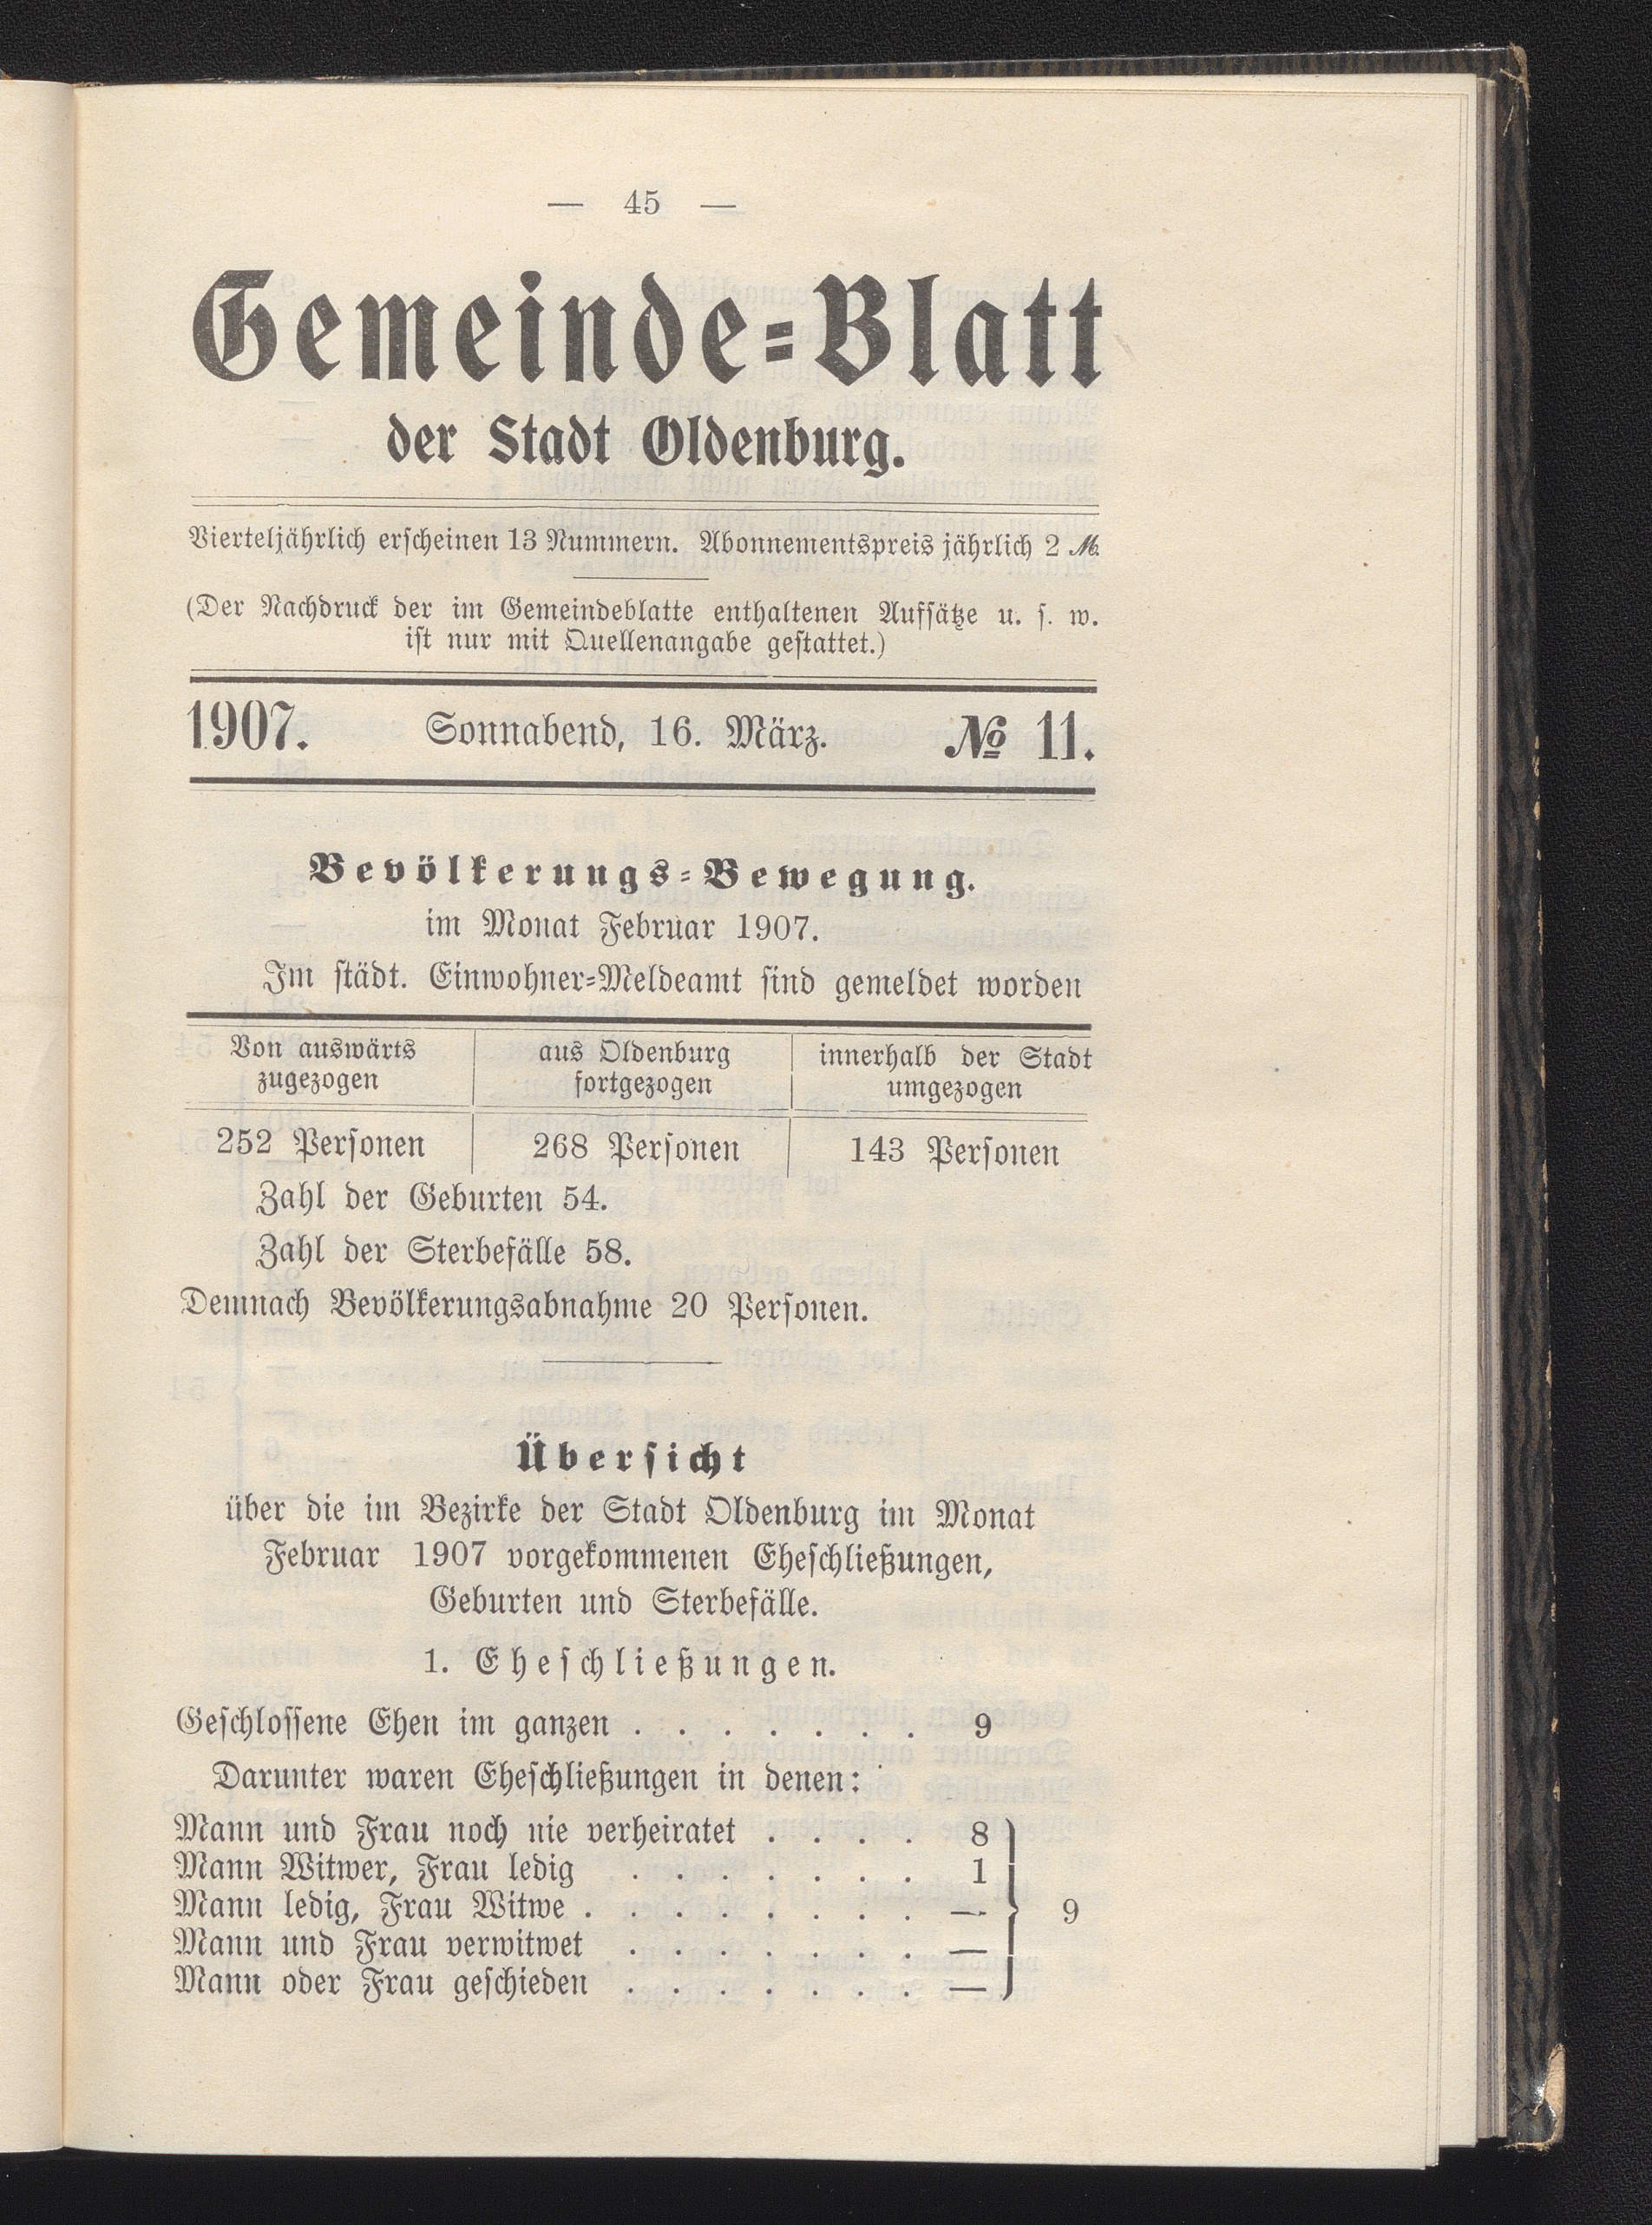 — 45 —
Gemeinde-Blatt
der Stadt Oldenburg.
Vierteljährlich erscheinen 13 Nummern. Abonnementspreis jährlich 2 ℳ
(Der Nachdruck der im Gemeindeblatte enthaltenen Aufsätze u. s. w.
ist nur mit Quellenangabe gestattet.)
1907. Sonnabend, 16. März. № 11.
Bevölkerungs-Bewegung.
im Monat Februar 1907.
Im städt. Einwohner-Meldeamt sind gemeldet worden
Von auswärts aus Oldenburg innerhalb der Stadt
zugezogen fortgezogen umgezogen
252 Personen 268 Personen 143 Personen
Zahl der Geburten 54.
Zahl der Sterbefälle 58.
Demnach Bevölkerungsabnahme 20 Personen.
Übersicht
über die im Bezirke der Stadt Oldenburg im Monat
Februar 1907 vorgekommenen Eheschließungen,
Geburten und Sterbefälle.
1. Eheschließungen.
Geschlossene Ehen im ganzen . . . . . . . 9
Darunter waren Eheschließungen in denen:
Mann und Frau noch nie verheiratet . . . . 8
Mann Witwer, Frau ledig . . . . . . . 1
Mann ledig, Frau Witwe . . . . . . . . — 9
Mann und Frau verwitwet . . . . . . . —
Mann oder Frau geschieden . . . . . . . —